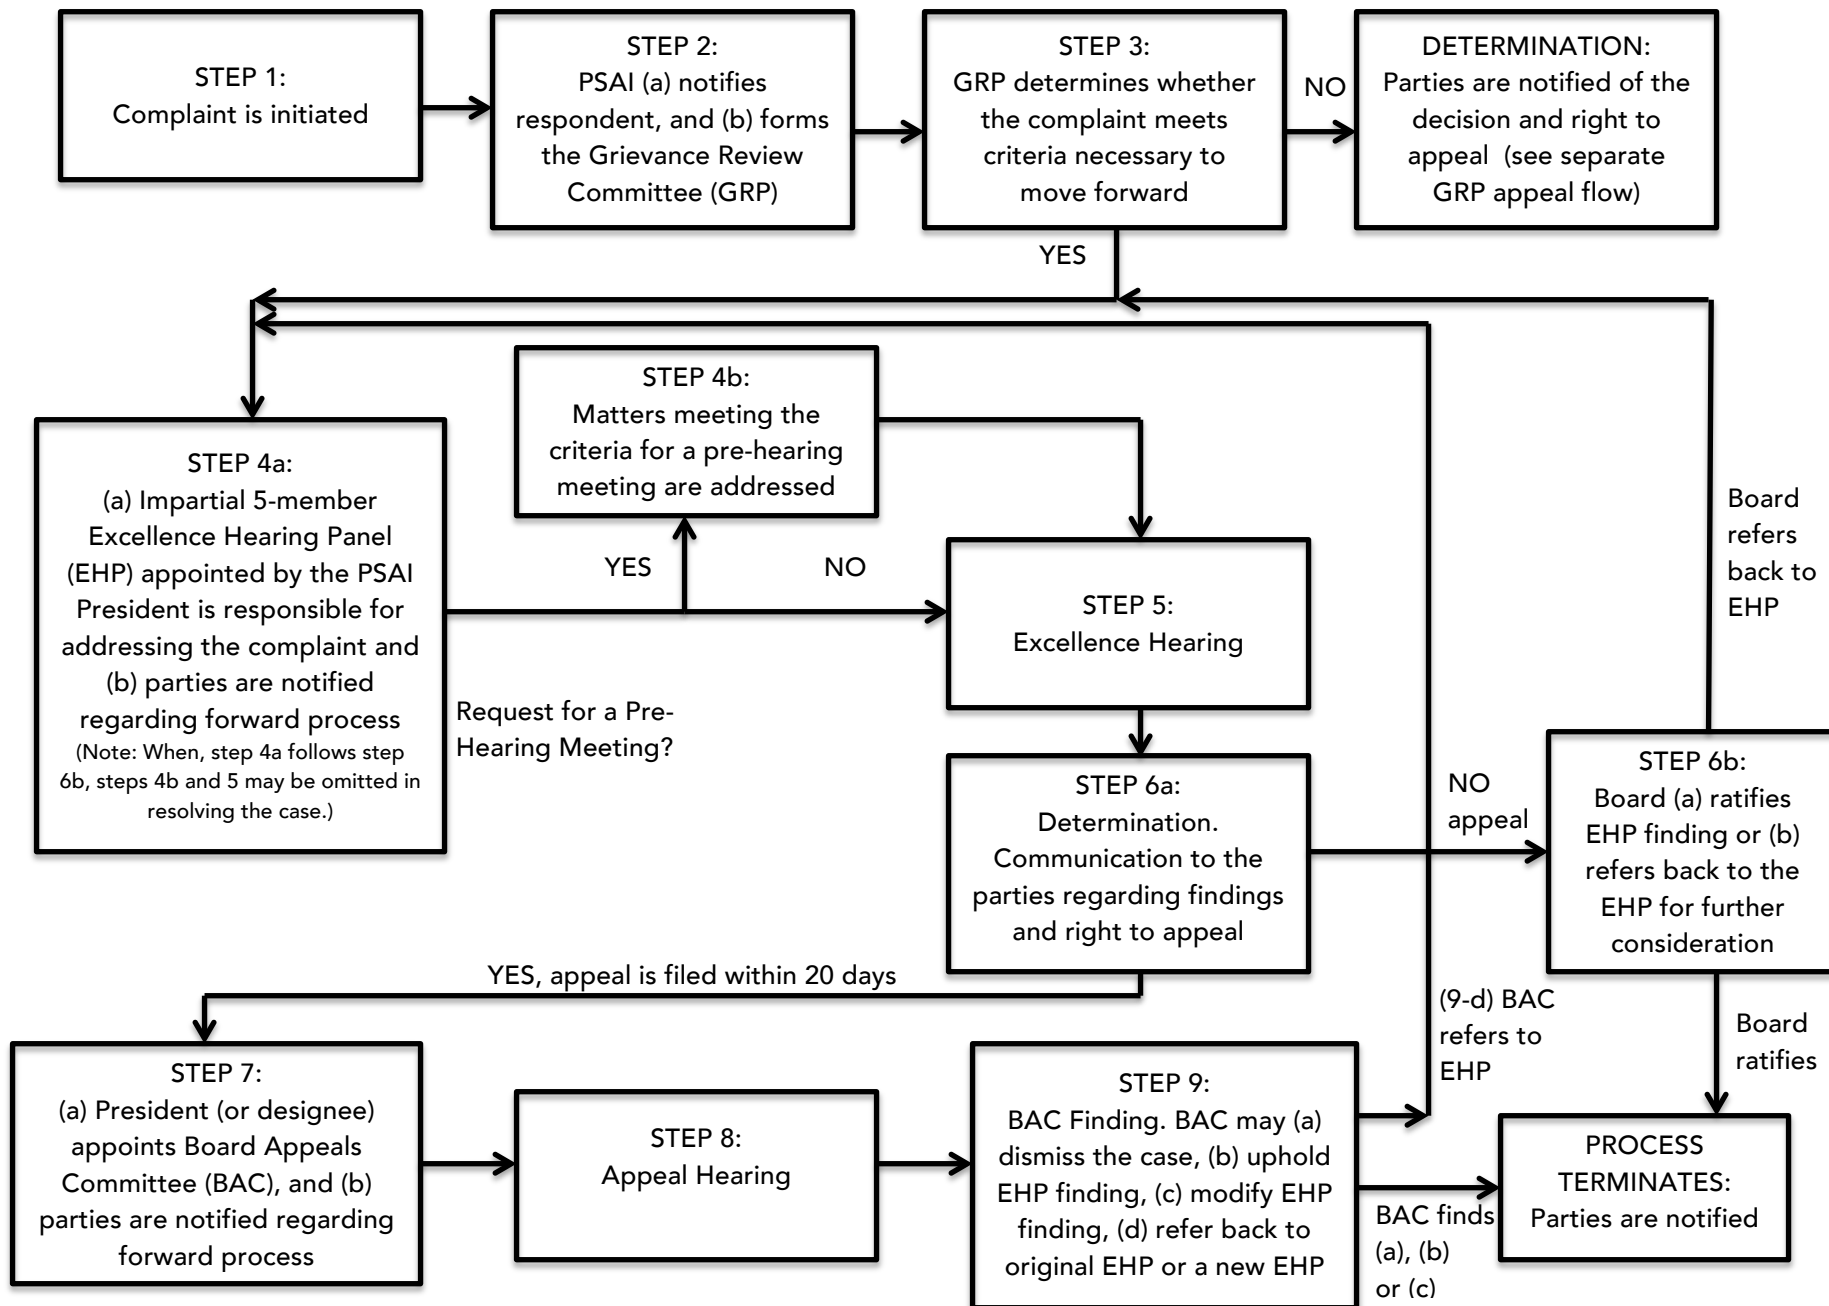 STEP 1:
Complaint is initiated
STEP 2:
PSAI (a) notifies
respondent, and (b) forms
the Grievance Review
Committee (GRP)
STEP 3:
GRP determines whether
the complaint meets
criteria necessary to
move forward
NO
DETERMINATION:
Parties are notified of the
decision and right to
appeal  (see separate
GRP appeal flow)
YES
STEP 4a:
(a) Impartial 5-member
Excellence Hearing Panel
(EHP) appointed by the PSAI
President is responsible for
addressing the complaint and
(b) parties are notified
regarding forward process
(Note: When, step 4a follows step
6b, steps 4b and 5 may be omitted in
resolving the case.)
Request for a Pre-
Hearing Meeting?
STEP 4b:
Matters meeting the
criteria for a pre-hearing
meeting are addressed
YES
NO
STEP 5:
Excellence Hearing
STEP 6a:
Determination.
Communication to the
parties regarding findings
and right to appeal
NO
appeal
Board
refers
back to
EHP
STEP 6b:
Board (a) ratifies
EHP finding or (b)
refers back to the
EHP for further
consideration
YES, appeal is filed within 20 days
STEP 7:
(a) President (or designee)
appoints Board Appeals
Committee (BAC), and (b)
parties are notified regarding
forward process
STEP 8:
Appeal Hearing
STEP 9:
BAC Finding. BAC may (a)
dismiss the case, (b) uphold
EHP finding, (c) modify EHP
finding, (d) refer back to
original EHP or a new EHP
(9-d) BAC
refers to
EHP
Board
ratifies
BAC finds
(a), (b)
or (c)
PROCESS
TERMINATES:
Parties are notified